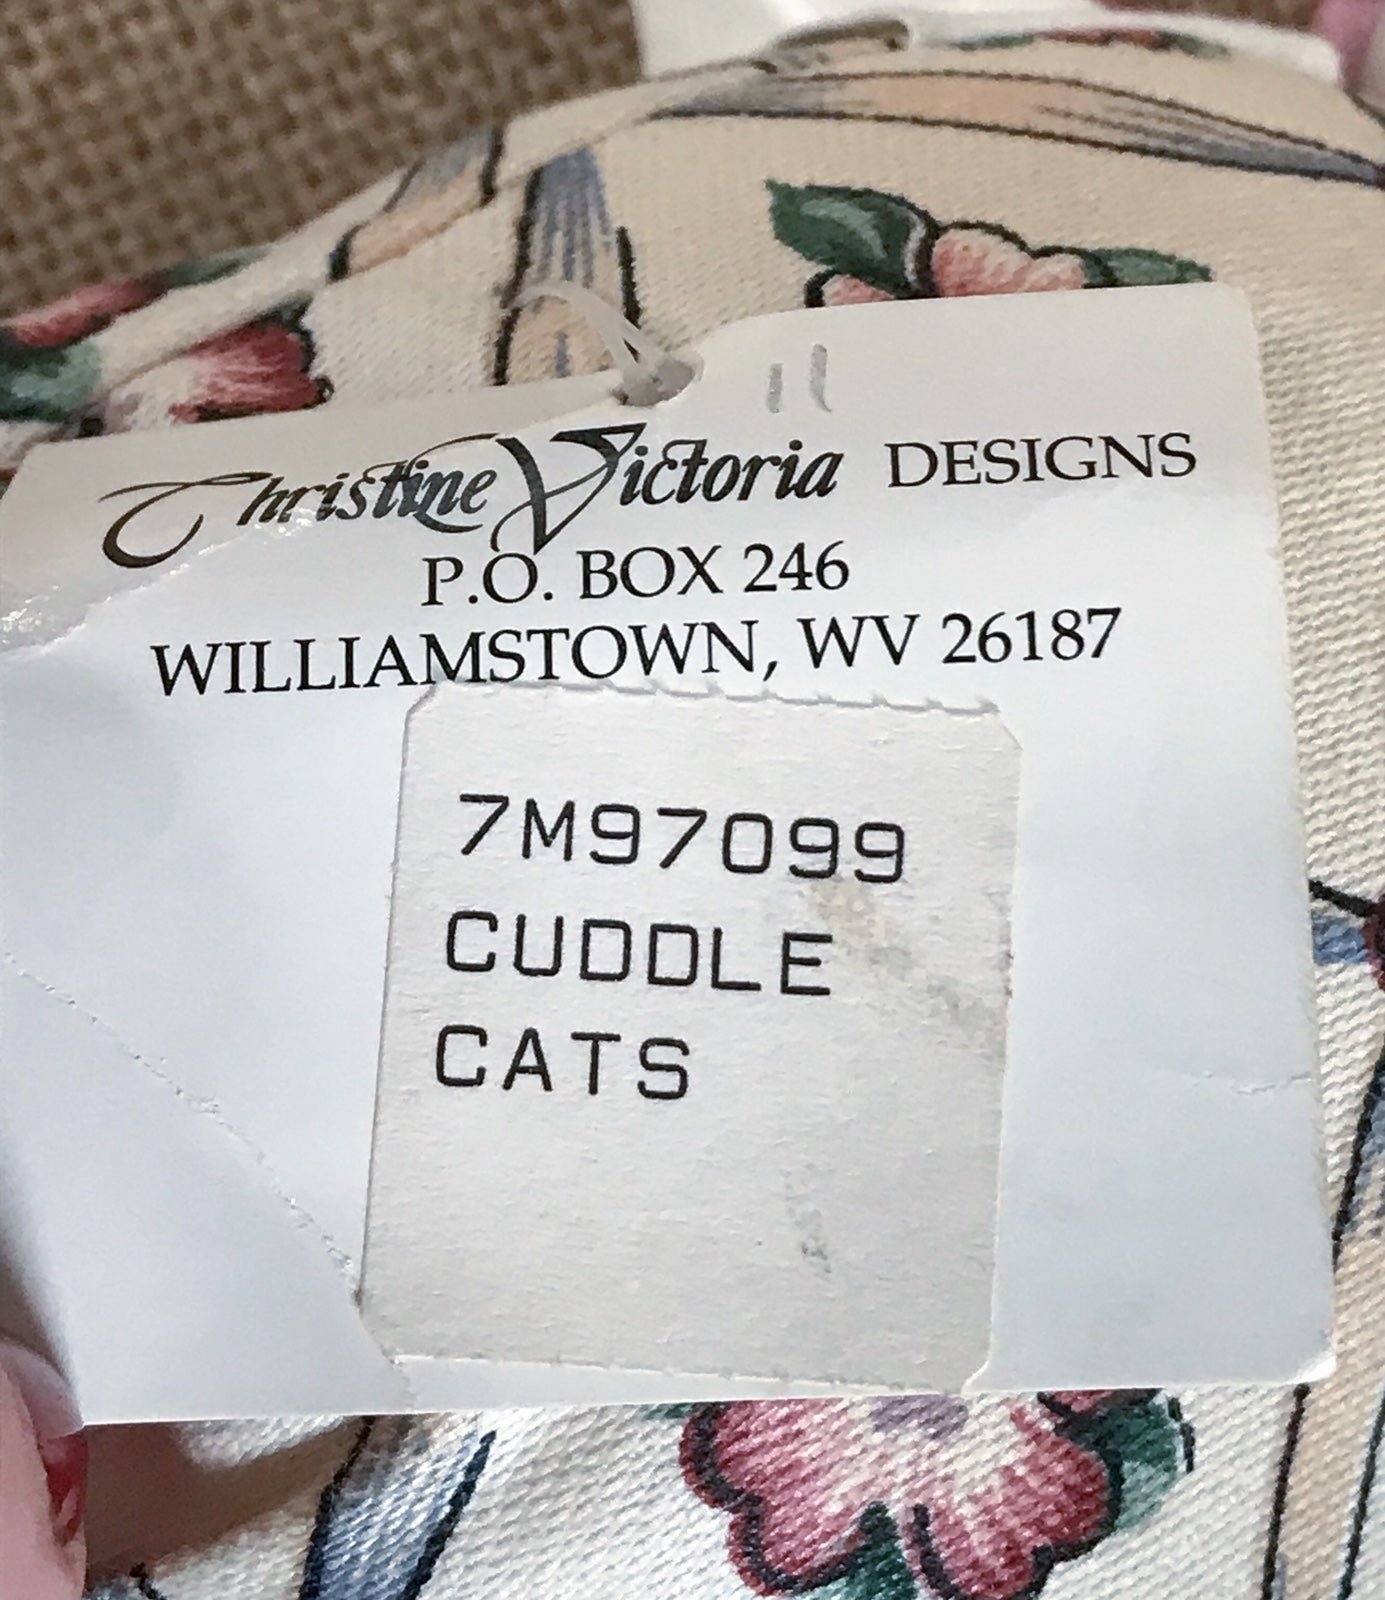 11
Christine Victoria DESIGNS
P.O. BOX 246
WILLIAMSTOWN, WV 26187
7M97099
CUDDLE
CATS